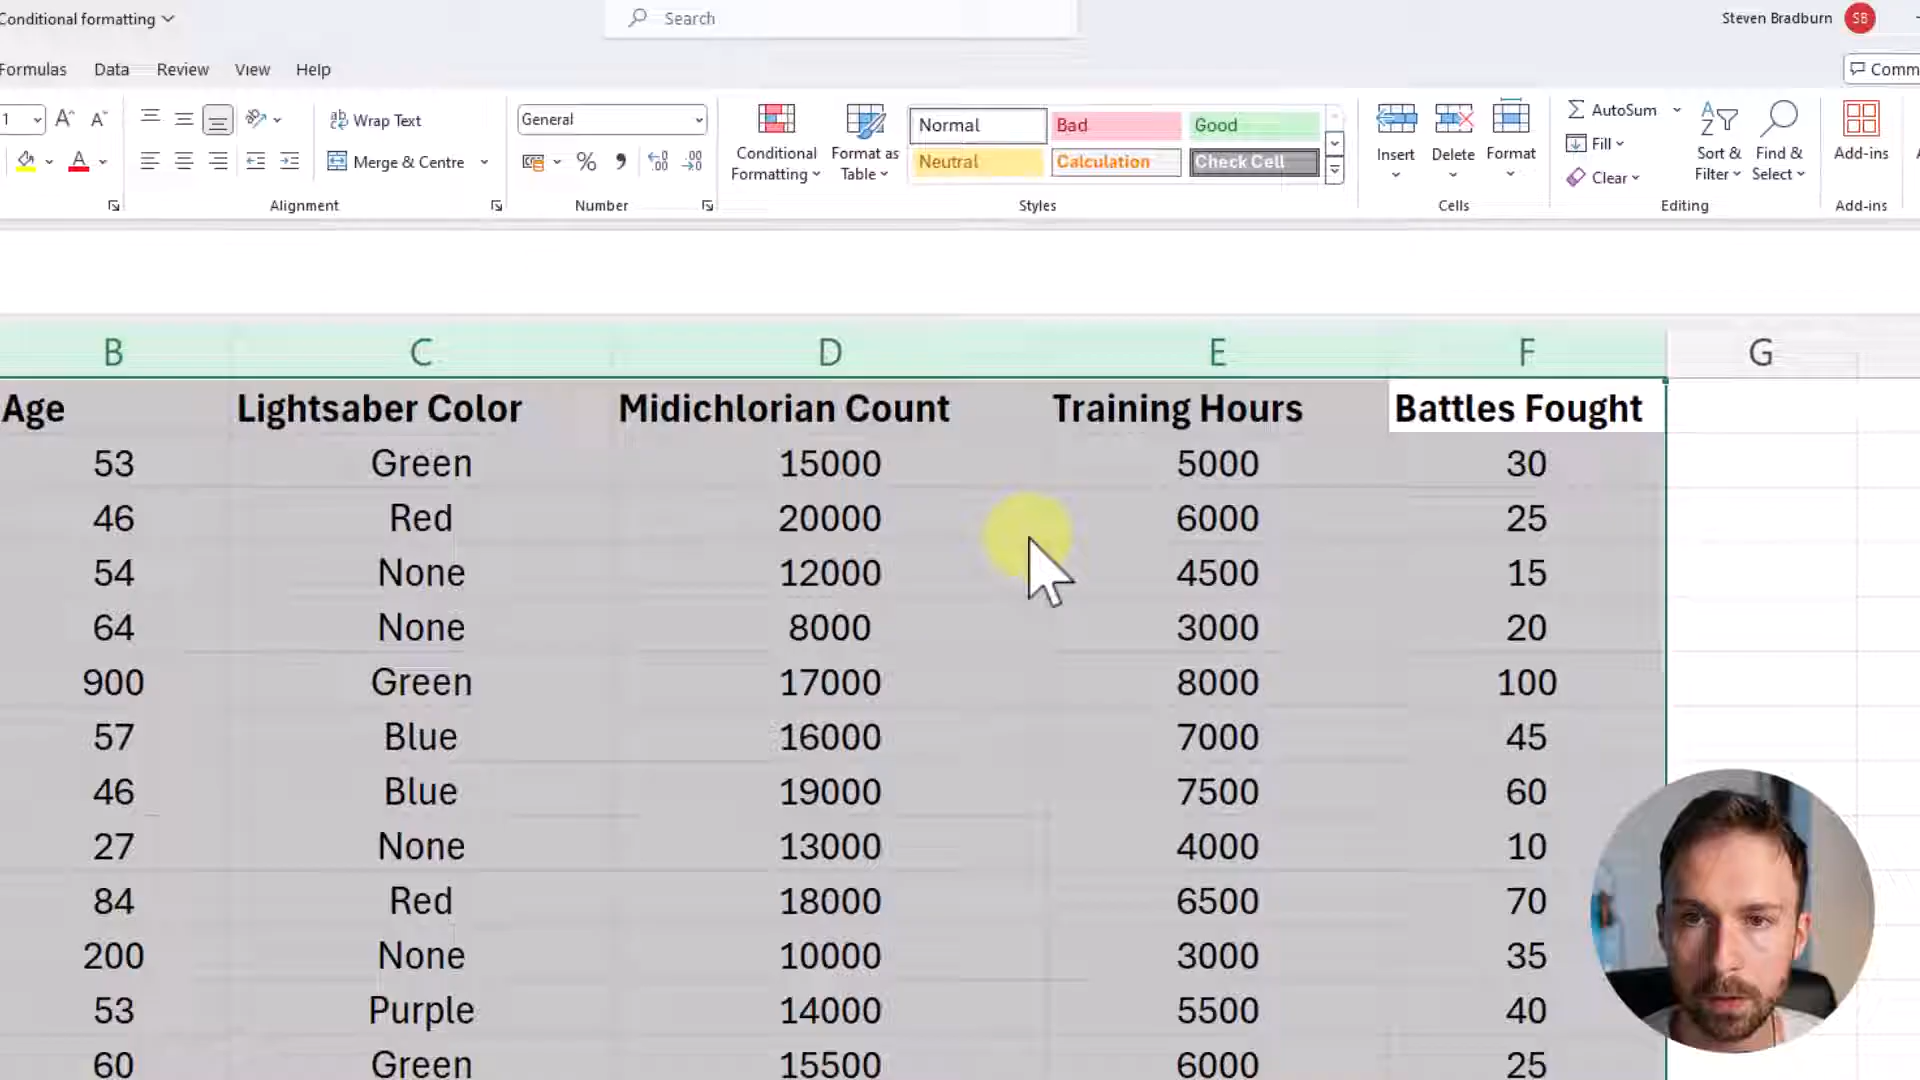 Conditional formatting
Search
Steven Bradburn
SB
Formulas
Data
Review
View
Help
Comm
1
Wrap Text
General
Merge & Centre
Conditional
Formatting
Format as
Table
Normal
Bad
Good
Neutral
Calculation
Check Cell
Insert
Delete
Format
AutoSum
Fill
Clear
Sort &
Filter
Find &
Select
Add-ins
Alignment
Number
Styles
Cells
Editing
Add-ins
B C D E F G
Age Lightsaber Color Midichlorian Count Training Hours Battles Fought
53 Green 15000 5000 30
46 Red 20000 6000 25
54 None 12000 4500 15
64 None 8000 3000 20
900 Green 17000 8000 100
57 Blue 16000 7000 45
46 Blue 19000 7500 60
27 None 13000 4000 10
84 Red 18000 6500 70
200 None 10000 3000 35
53 Purple 14000 5500 40
60 Green 15500 6000 25